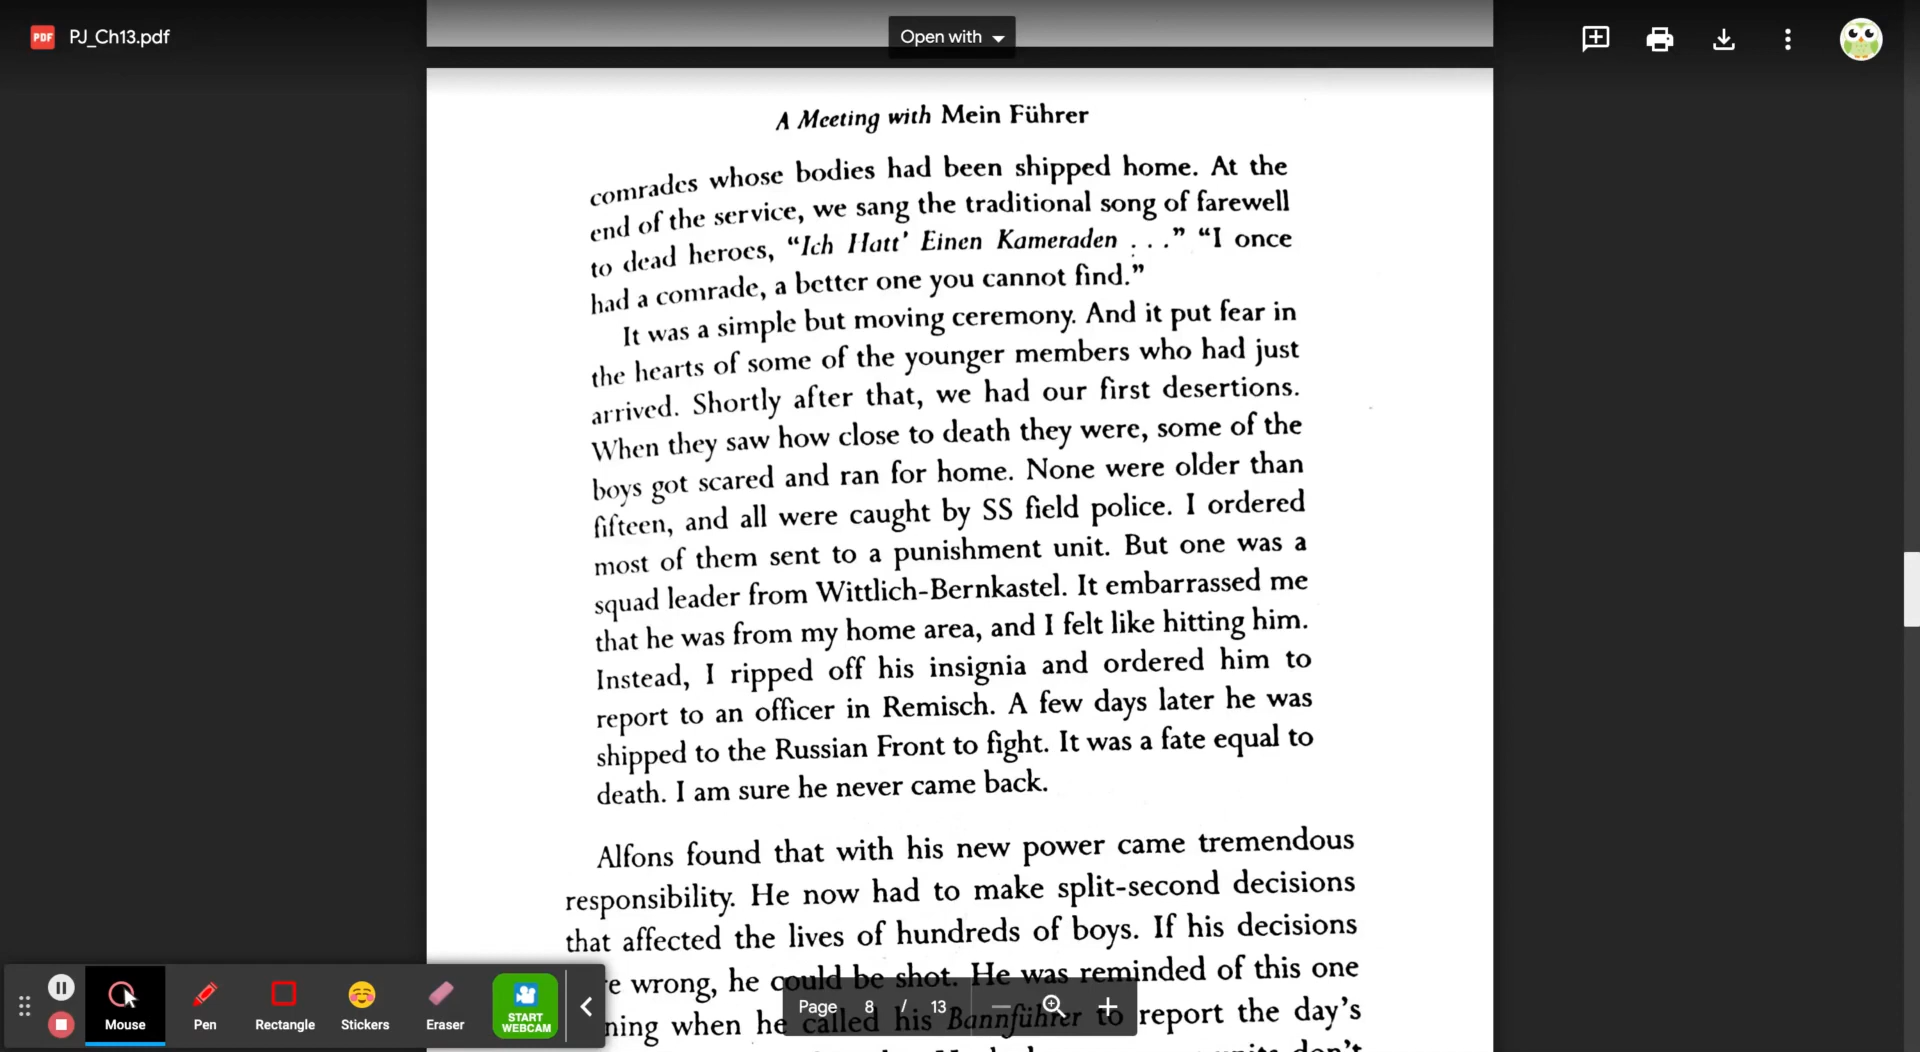 PDF PJ_Ch13.pdf
Open with
A Meeting with Mein Führer
comrades whose bodies had been shipped home. At the
end of the service, we sang the traditional song of farewell
to dead heroes, “Ich Hatt’ Einen Kameraden . . .” “I once
had a comrade, a better one you cannot find.”
It was a simple but moving ceremony. And it put fear in
the hearts of some of the younger members who had just
arrived. Shortly after that, we had our first desertions.
When they saw how close to death they were, some of the
boys got scared and ran for home. None were older than
fifteen, and all were caught by SS field police. I ordered
most of them sent to a punishment unit. But one was a
squad leader from Wittlich-Bernkastel. It embarrassed me
that he was from my home area, and I felt like hitting him.
Instead, I ripped off his insignia and ordered him to
report to an officer in Remisch. A few days later he was
shipped to the Russian Front to fight. It was a fate equal to
death. I am sure he never came back.
Alfons found that with his new power came tremendous
responsibility. He now had to make split-second decisions
that affected the lives of hundreds of boys. If his decisions
e wrong, he could be shot. He was reminded of this one
ning when he called his Bannführer to report the day’s
don’t
Page 8 / 13
Mouse
Pen
Rectangle
Stickers
Eraser
START
WEBCAM